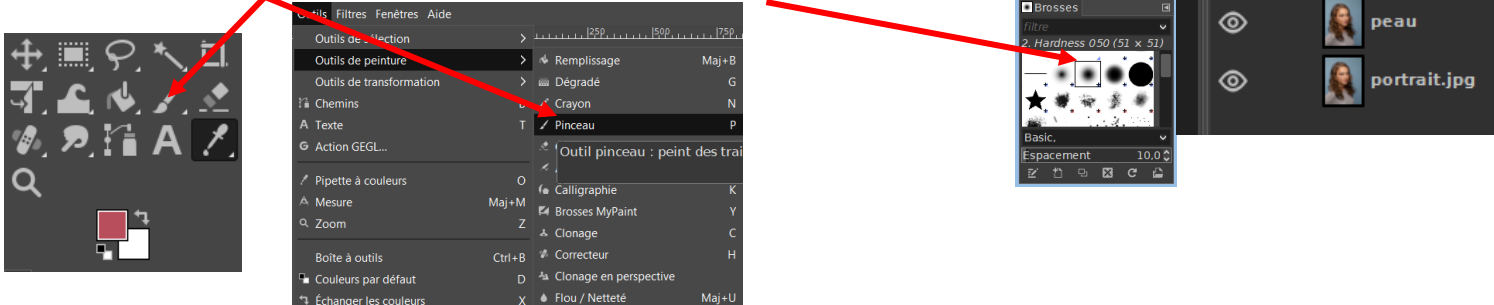 Outils Filtres Fenêtres Aide
Outils de sélection
Outils de peinture
Outils de transformation
Chemins B
A Texte T
G Action GEGL...
Pipette à couleurs O
Mesure Maj+M
Zoom Z
Boîte à outils Ctrl+B
Couleurs par défaut D
Échanger les couleurs X
250 500 750
Remplissage Maj+B
Dégradé G
Crayon N
Pinceau P
Outil pinceau : peint des trai
Calligraphie K
Brosses MyPaint Y
Clonage C
Correcteur H
Clonage en perspective
Flou / Netteté Maj+U
Brosses
filtre
2. Hardness 050 (51 × 51)
Basic,
Espacement 10,0
peau
portrait.jpg